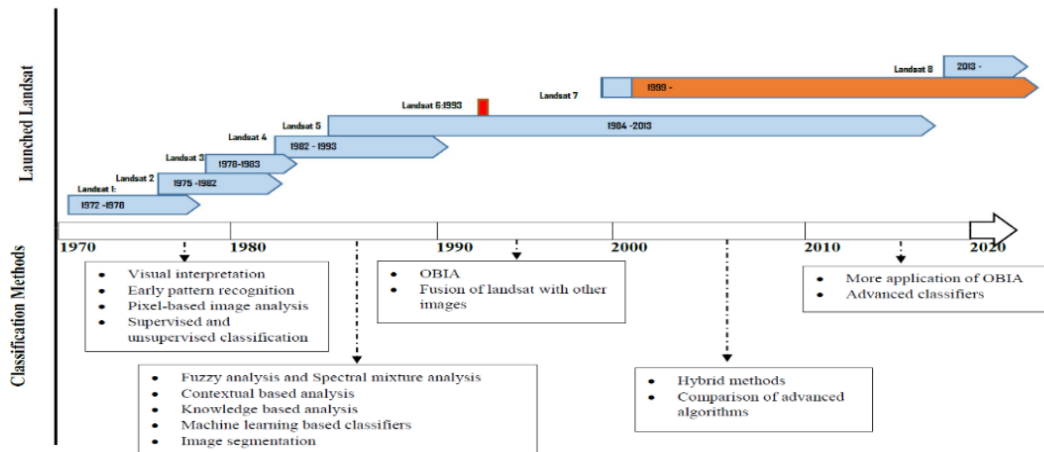 Launched Landsat
Landsat 8
2013 -
Landsat 7
1999 -
Landsat 6:1993
Landsat 5
1984 -2013
Landsat 4
1982 - 1993
Landsat 3
1978-1983
Landsat 2
1975 -1982
Landsat 1:
1972 -1978
1970
1980
1990
2000
2010
2020
Classification Methods
• Visual interpretation
• Early pattern recognition
• Pixel-based image analysis
• Supervised and
unsupervised classification
• OBIA
• Fusion of landsat with other
images
• More application of OBIA
• Advanced classifiers
• Fuzzy analysis and Spectral mixture analysis
• Contextual based analysis
• Knowledge based analysis
• Machine learning based classifiers
• Image segmentation
• Hybrid methods
• Comparison of advanced
algorithms